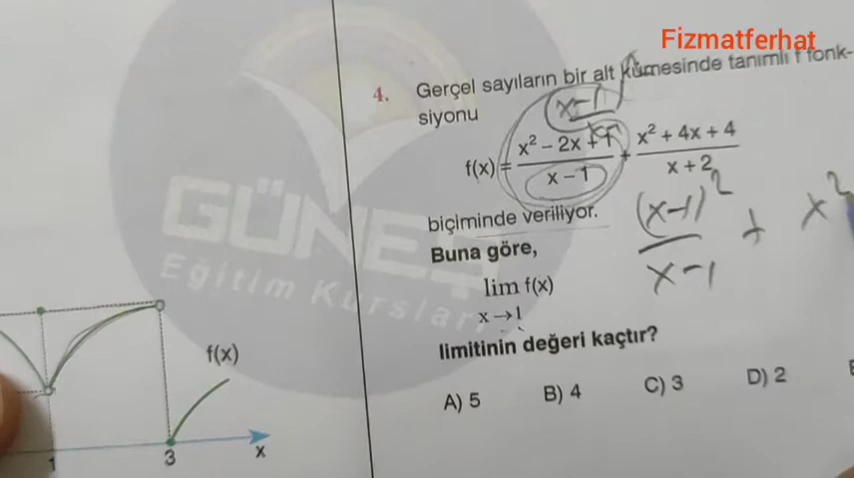 Fizmatferhat
4. Gerçel sayıların bir alt kümesinde tanımlı f fonk-
siyonu
(x-1)
f(x) = x² – 2x + 1 / x – 1 + x² + 4x + 4 / x + 2
biçiminde veriliyor.
(x-1)² / x-1 + x²
Buna göre,
lim f(x)
x → 1
limitinin değeri kaçtır?
A) 5 B) 4 C) 3 D) 2
GÜNEŞ
Eğitim Kursları
f(x)
1 3 x